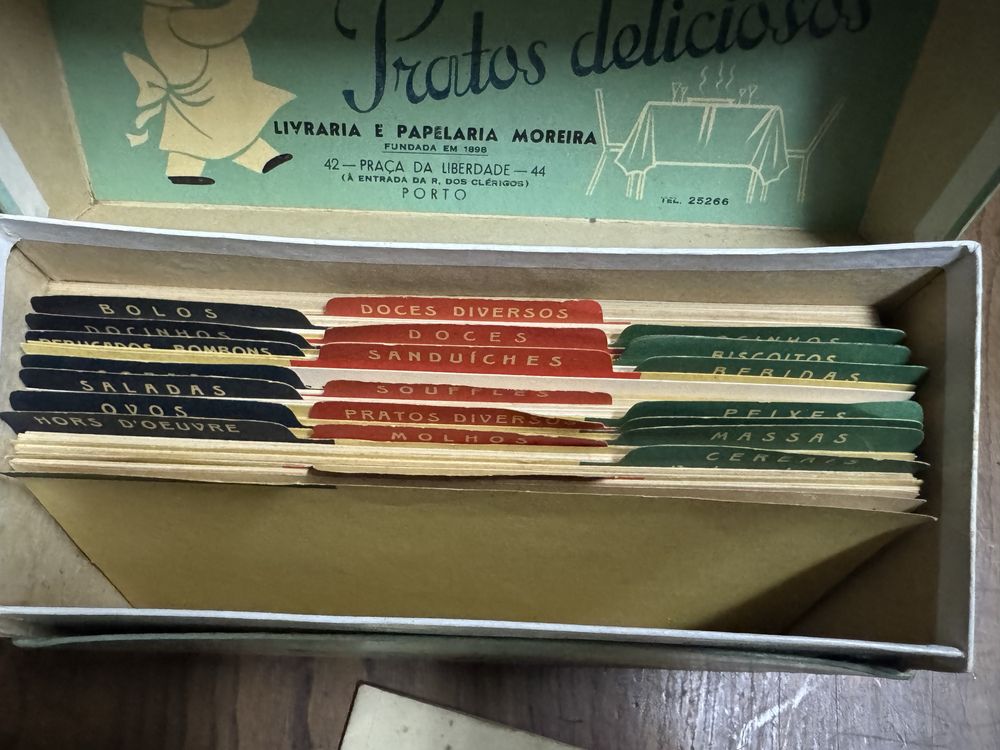 Pratos deliciosos
LIVRARIA E PAPELARIA MOREIRA
FUNDADA EM 1898
42 — PRAÇA DA LIBERDADE — 44
(À ENTRADA DA R. DOS CLÉRIGOS)
PORTO
TEL. 25266
BOLOS
DOCES DIVERSOS
DOCINHOS
DOCES
REBUÇADOS, BOMBONS
SANDUÍCHES
BISCOITOS
BEBIDAS
SALADAS
SOUFFLÉS
OVOS
PRATOS DIVERSOS
PEIXES
HORS D'OEUVRE
MOLHOS
MASSAS
CEREAIS